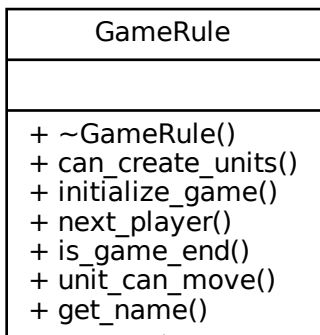 GameRule
+ ~GameRule()
+ can_create_units()
+ initialize_game()
+ next_player()
+ is_game_end()
+ unit_can_move()
+ get_name()